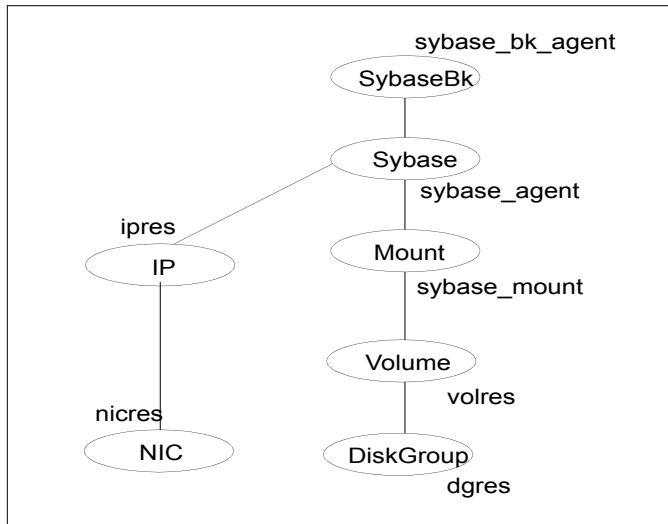 sybase_bk_agent
SybaseBk
Sybase
sybase_agent
ipres
IP
Mount
sybase_mount
Volume
volres
nicres
NIC
DiskGroup
dgres